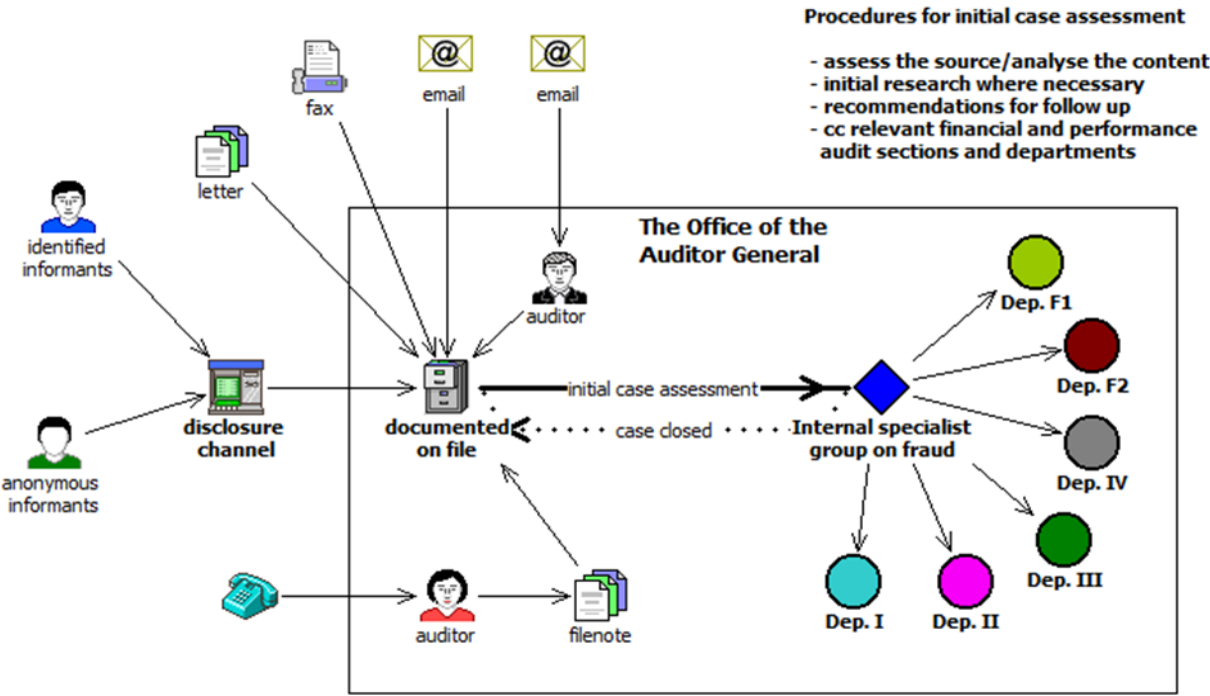 Procedures for initial case assessment
- assess the source/analyse the content
- initial research where necessary
- recommendations for follow up
- cc relevant financial and performance
audit sections and departments
@
@
email
email
fax
letter
identified
informants
The Office of the
Auditor General
Dep. F1
auditor
Dep. F2
initial case assessment
disclosure
channel
documented
on file
case closed
Internal specialist
group on fraud
anonymous
informants
Dep. IV
Dep. III
Dep. I
Dep. II
auditor
filenote